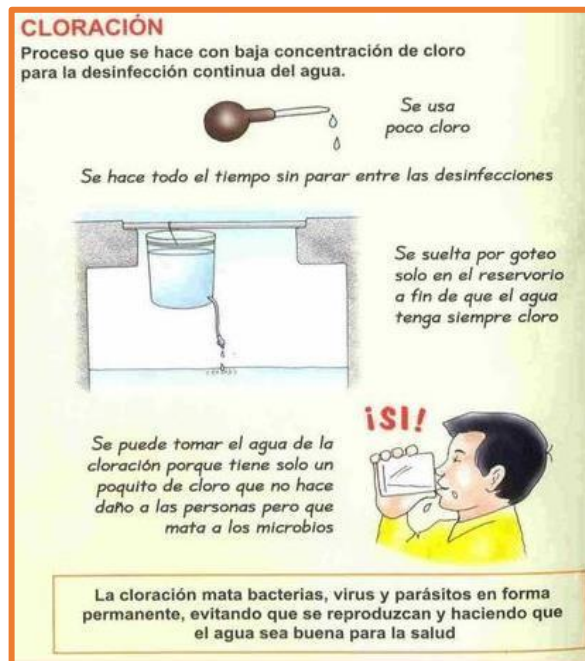 CLORACIÓN
Proceso que se hace con baja concentración de cloro
para la desinfección continua del agua.
Se usa
poco cloro
Se hace todo el tiempo sin parar entre las desinfecciones
Se suelta por goteo
solo en el reservorio
a fin de que el agua
tenga siempre cloro
¡SI!
Se puede tomar el agua de la
cloración porque tiene solo un
poquito de cloro que no hace
daño a las personas pero que
mata a los microbios
La cloración mata bacterias, virus y parásitos en forma
permanente, evitando que se reproduzcan y haciendo que
el agua sea buena para la salud